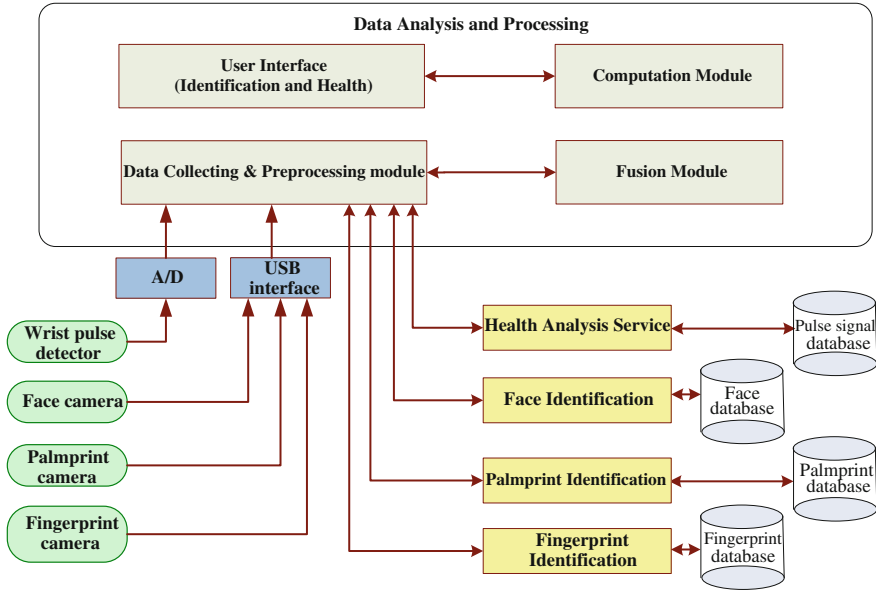 Data Analysis and Processing
User Interface
(Identification and Health)
Computation Module
Data Collecting & Preprocessing module
Fusion Module
A/D
USB
interface
Wrist pulse
detector
Face camera
Palmprint
camera
Fingerprint
camera
Health Analysis Service
Pulse signal
database
Face Identification
Face
database
Palmprint Identification
Palmprint
database
Fingerprint
Identification
Fingerprint
database